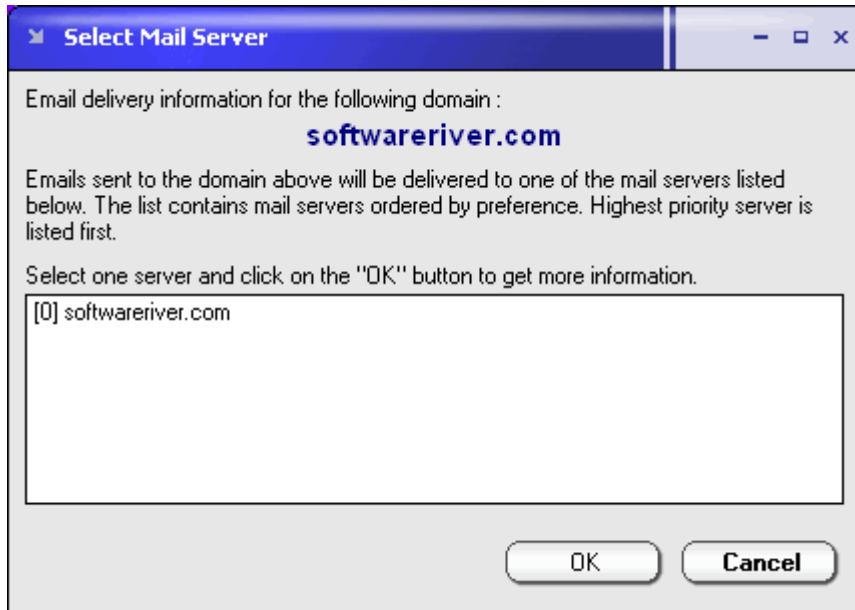 Select Mail Server
Email delivery information for the following domain :
softwareriver.com
Emails sent to the domain above will be delivered to one of the mail servers listed
below. The list contains mail servers ordered by preference. Highest priority server is
listed first.
Select one server and click on the "OK" button to get more information.
[0] softwareriver.com
OK
Cancel